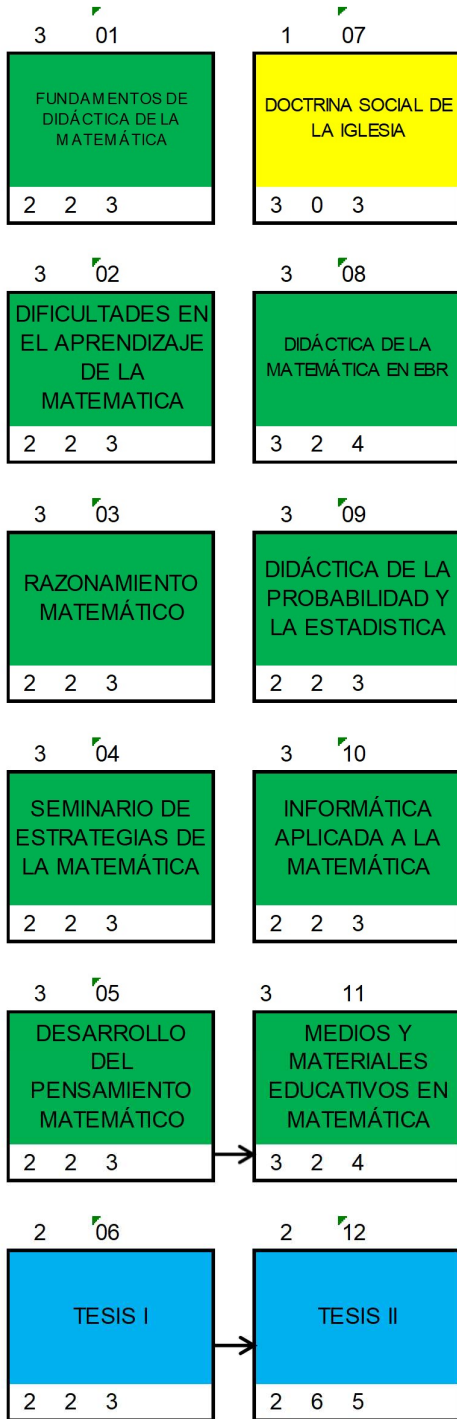 3 01
FUNDAMENTOS DE
DIDÁCTICA DE LA
MATEMÁTICA
2 2 3
1 07
DOCTRINA SOCIAL DE
LA IGLESIA
3 0 3
3 02
DIFICULTADES EN
EL APRENDIZAJE
DE LA
MATEMATICA
2 2 3
3 08
DIDÁCTICA DE LA
MATEMÁTICA EN EBR
3 2 4
3 03
RAZONAMIENTO
MATEMÁTICO
2 2 3
3 09
DIDÁCTICA DE LA
PROBABILIDAD Y
LA ESTADISTICA
2 2 3
3 04
SEMINARIO DE
ESTRATEGIAS DE
LA MATEMÁTICA
2 2 3
3 10
INFORMÁTICA
APLICADA A LA
MATEMÁTICA
2 2 3
3 05
DESARROLLO
DEL
PENSAMIENTO
MATEMÁTICO
2 2 3
3 11
MEDIOS Y
MATERIALES
EDUCATIVOS EN
MATEMÁTICA
3 2 4
2 06
TESIS I
2 2 3
2 12
TESIS II
2 6 5